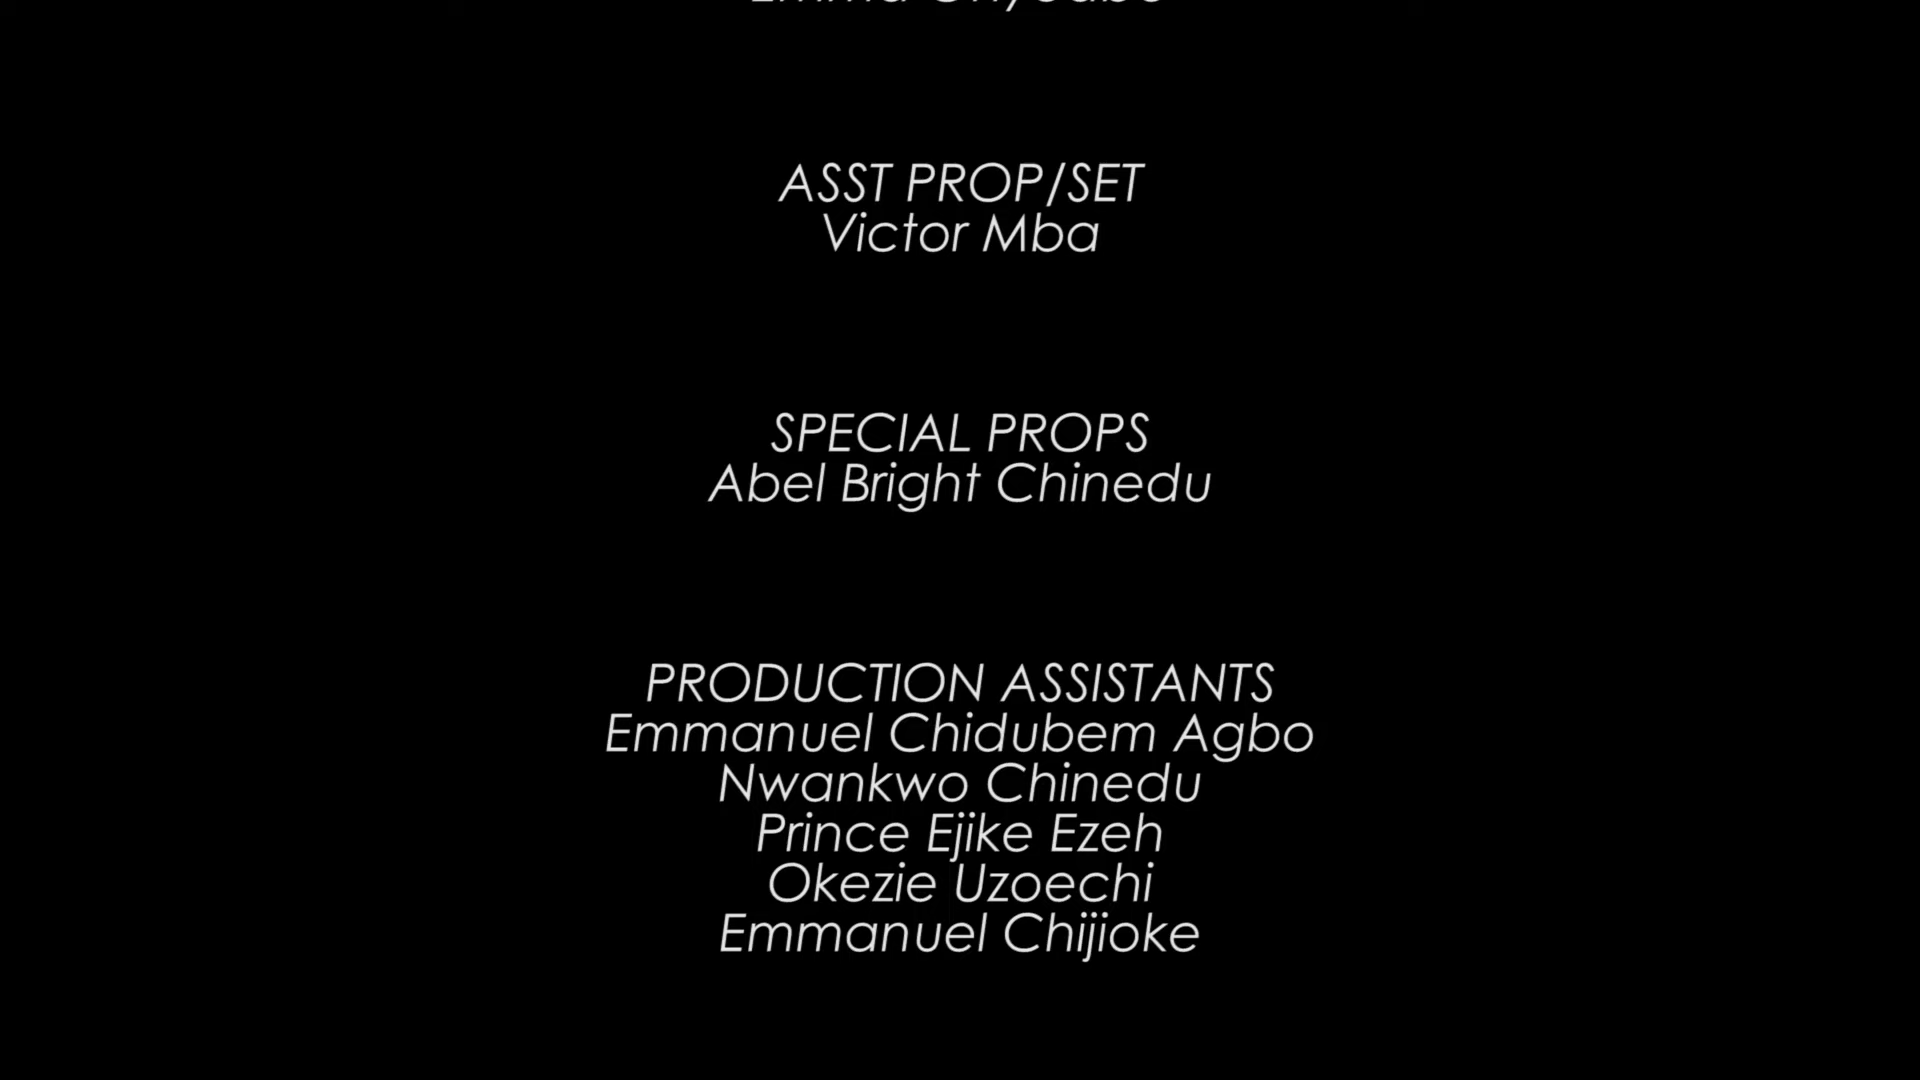 ASST PROP/SET
Victor Mba
SPECIAL PROPS
Abel Bright Chinedu
PRODUCTION ASSISTANTS
Emmanuel Chidubem Agbo
Nwankwo Chinedu
Prince Ejike Ezeh
Okezie Uzoechi
Emmanuel Chijioke